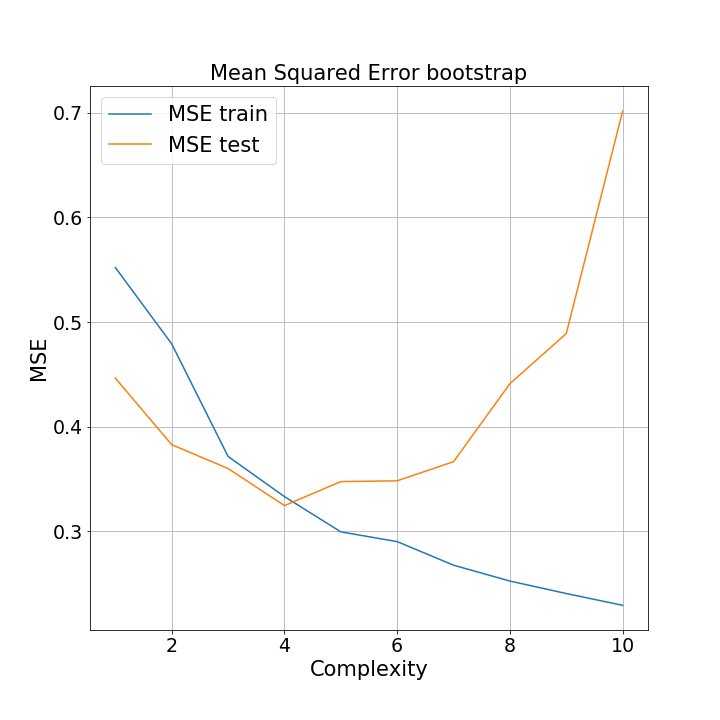 Mean Squared Error bootstrap
MSE train
MSE test
0.7
0.6
0.5
0.4
0.3
MSE
2 4 6 8 10
Complexity